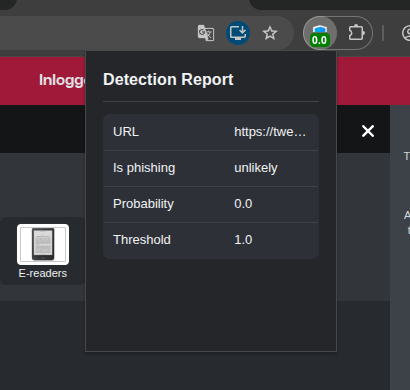 0.0
Inlogge
Detection Report
URL https://twe…
Is phishing unlikely
Probability 0.0
Threshold 1.0
E-readers
T
A